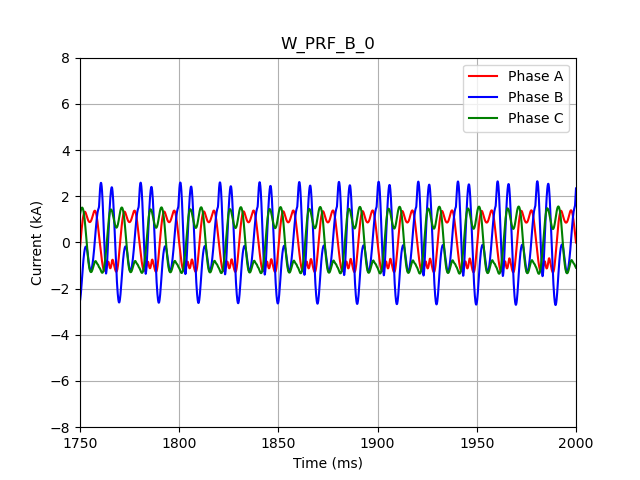 W_PRF_B_0
Phase A
Phase B
Phase C
Current (kA)
8
6
4
2
0
−2
−4
−6
−8
1750
1800
1850
1900
1950
2000
Time (ms)